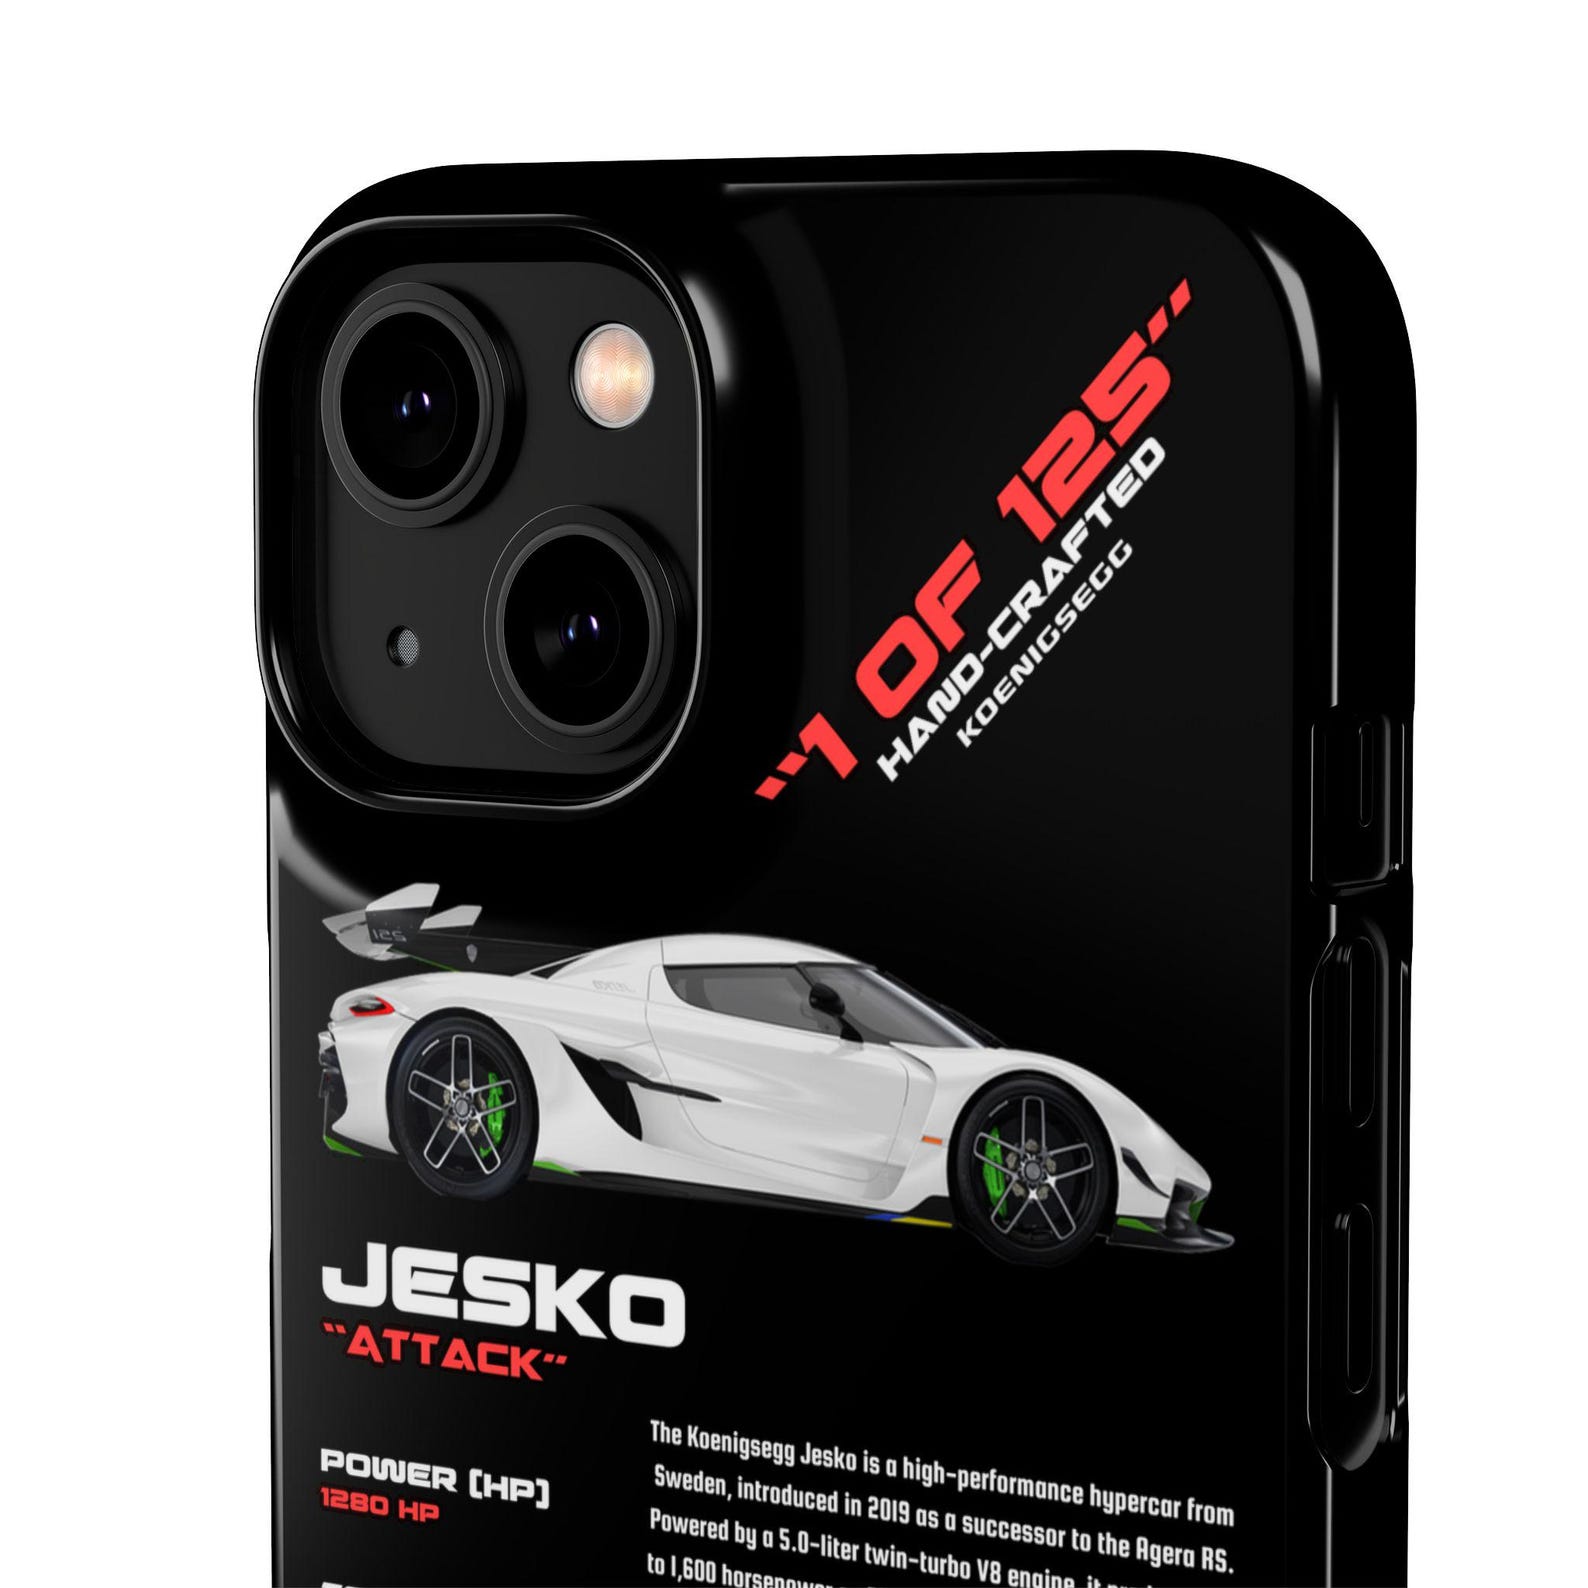 "1 OF 125"
HAND-CRAFTED
KOENIGSEGG
125
JESKO
"ATTACK"
POWER (HP)
1280 HP
The Koenigsegg Jesko is a high-performance hypercar from
Sweden, introduced in 2019 as a successor to the Agera RS.
Powered by a 5.0-liter twin-turbo V8 engine, it
to 1,600 horsepower